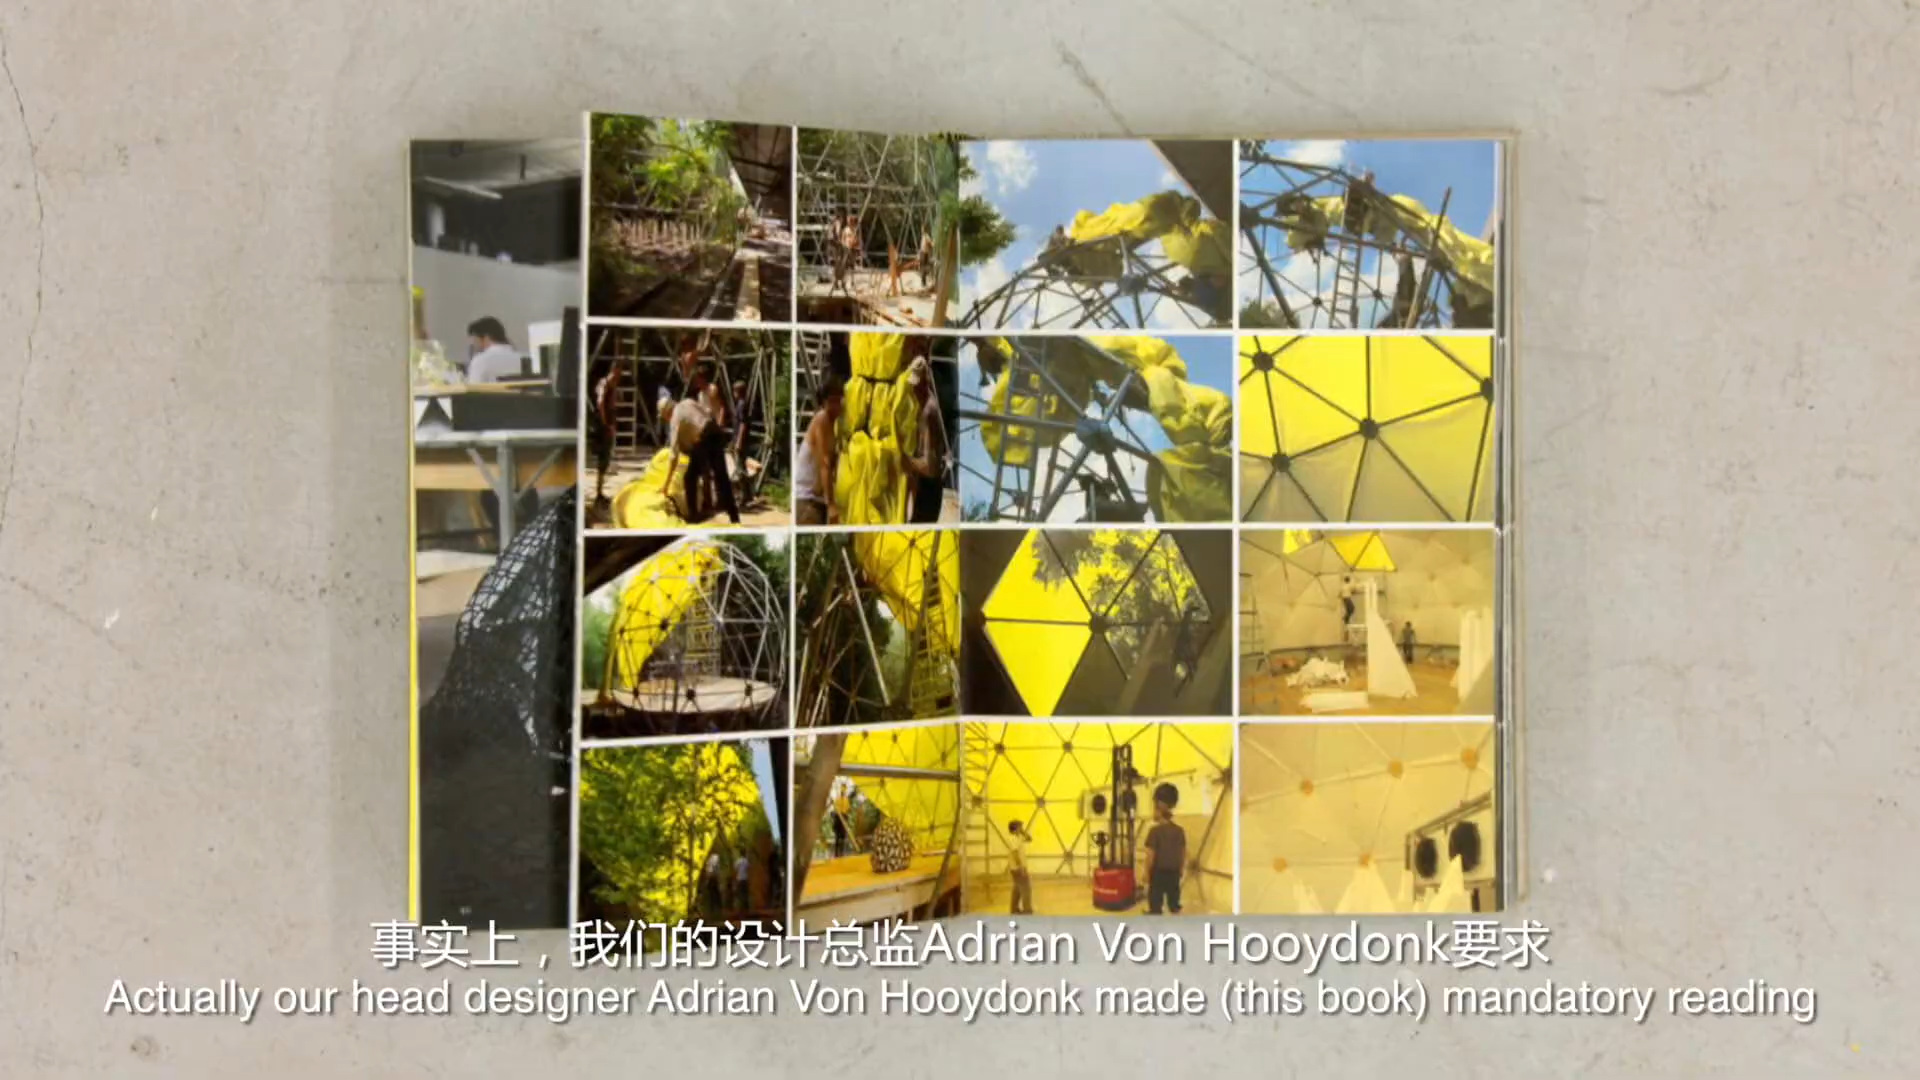 事实上，我们的设计总监Adrian Von Hooydonk要求
Actually our head designer Adrian Von Hooydonk made (this book) mandatory reading